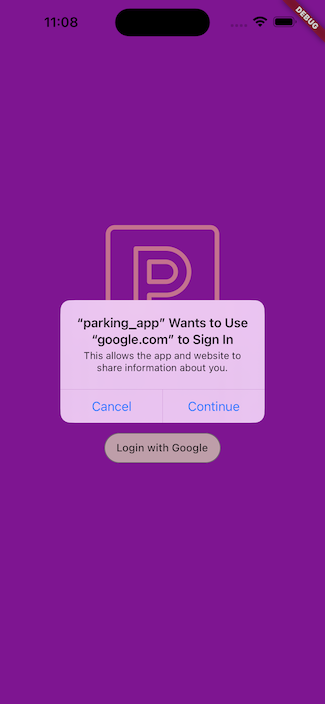 11:08
DEBUG
P
“parking_app” Wants to Use
“google.com” to Sign In
This allows the app and website to
share information about you.
Cancel
Continue
Login with Google